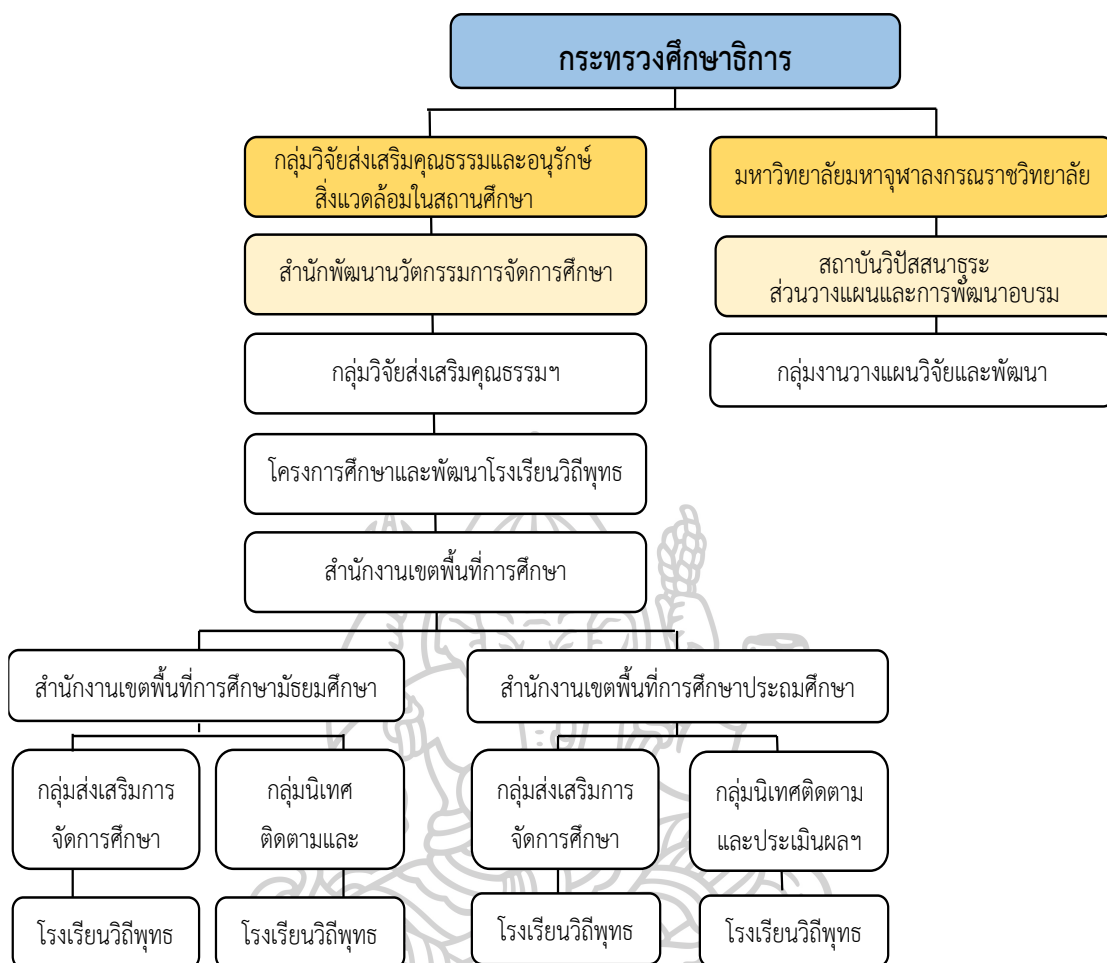 กระทรวงศึกษาธิการ
กลุ่มวิจัยส่งเสริมคุณธรรมและอนุรักษ์
สิ่งแวดล้อมในสถานศึกษา
มหาวิทยาลัยมหาจุฬาลงกรณราชวิทยาลัย
สำนักพัฒนานวัตกรรมการจัดการศึกษา
สถาบันวิปัสสนาธุระ
ส่วนวางแผนและการพัฒนาอบรม
กลุ่มวิจัยส่งเสริมคุณธรรมฯ
กลุ่มงานวางแผนวิจัยและพัฒนา
โครงการศึกษาและพัฒนาโรงเรียนวิถีพุทธ
สำนักงานเขตพื้นที่การศึกษา
สำนักงานเขตพื้นที่การศึกษามัธยมศึกษา
สำนักงานเขตพื้นที่การศึกษาประถมศึกษา
กลุ่มส่งเสริมการ
จัดการศึกษา
กลุ่มนิเทศ
ติดตามและ
กลุ่มส่งเสริมการ
จัดการศึกษา
กลุ่มนิเทศติดตาม
และประเมินผลฯ
โรงเรียนวิถีพุทธ
โรงเรียนวิถีพุทธ
โรงเรียนวิถีพุทธ
โรงเรียนวิถีพุทธ